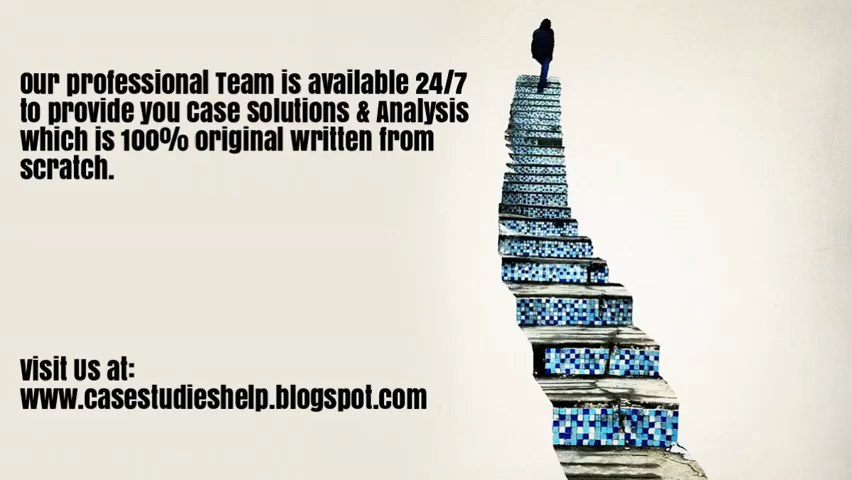 Our professional Team is available 24/7
to provide you Case Solutions & Analysis
which is 100% original written from
scratch.
Visit Us at:
www.casestudieshelp.blogspot.com